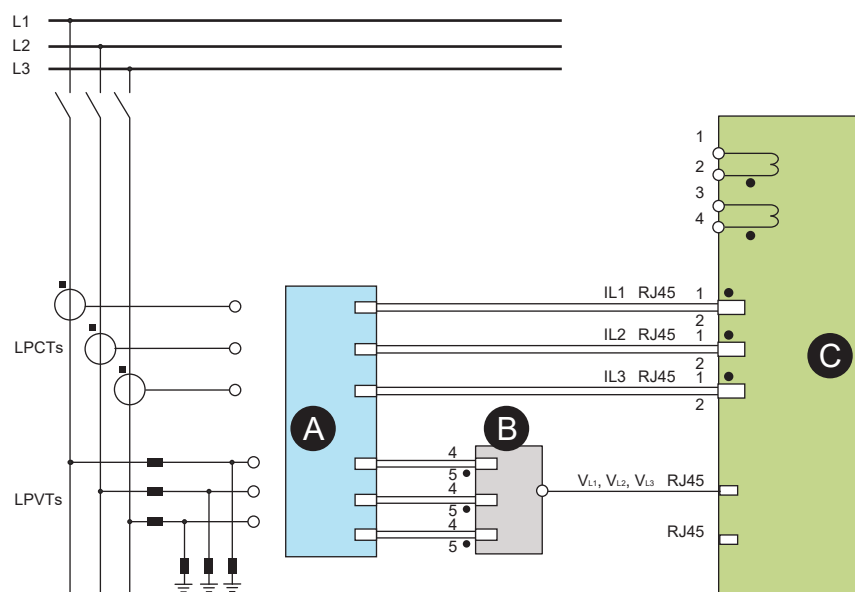 L1
L2
L3
1
2
3
4
IL1 RJ45 1
2
IL2 RJ45 1
2
IL3 RJ45 1
2
LPCTs
C
A
B
4
5
4
5
4
5
VL1, VL2, VL3 RJ45
LPVTs
RJ45